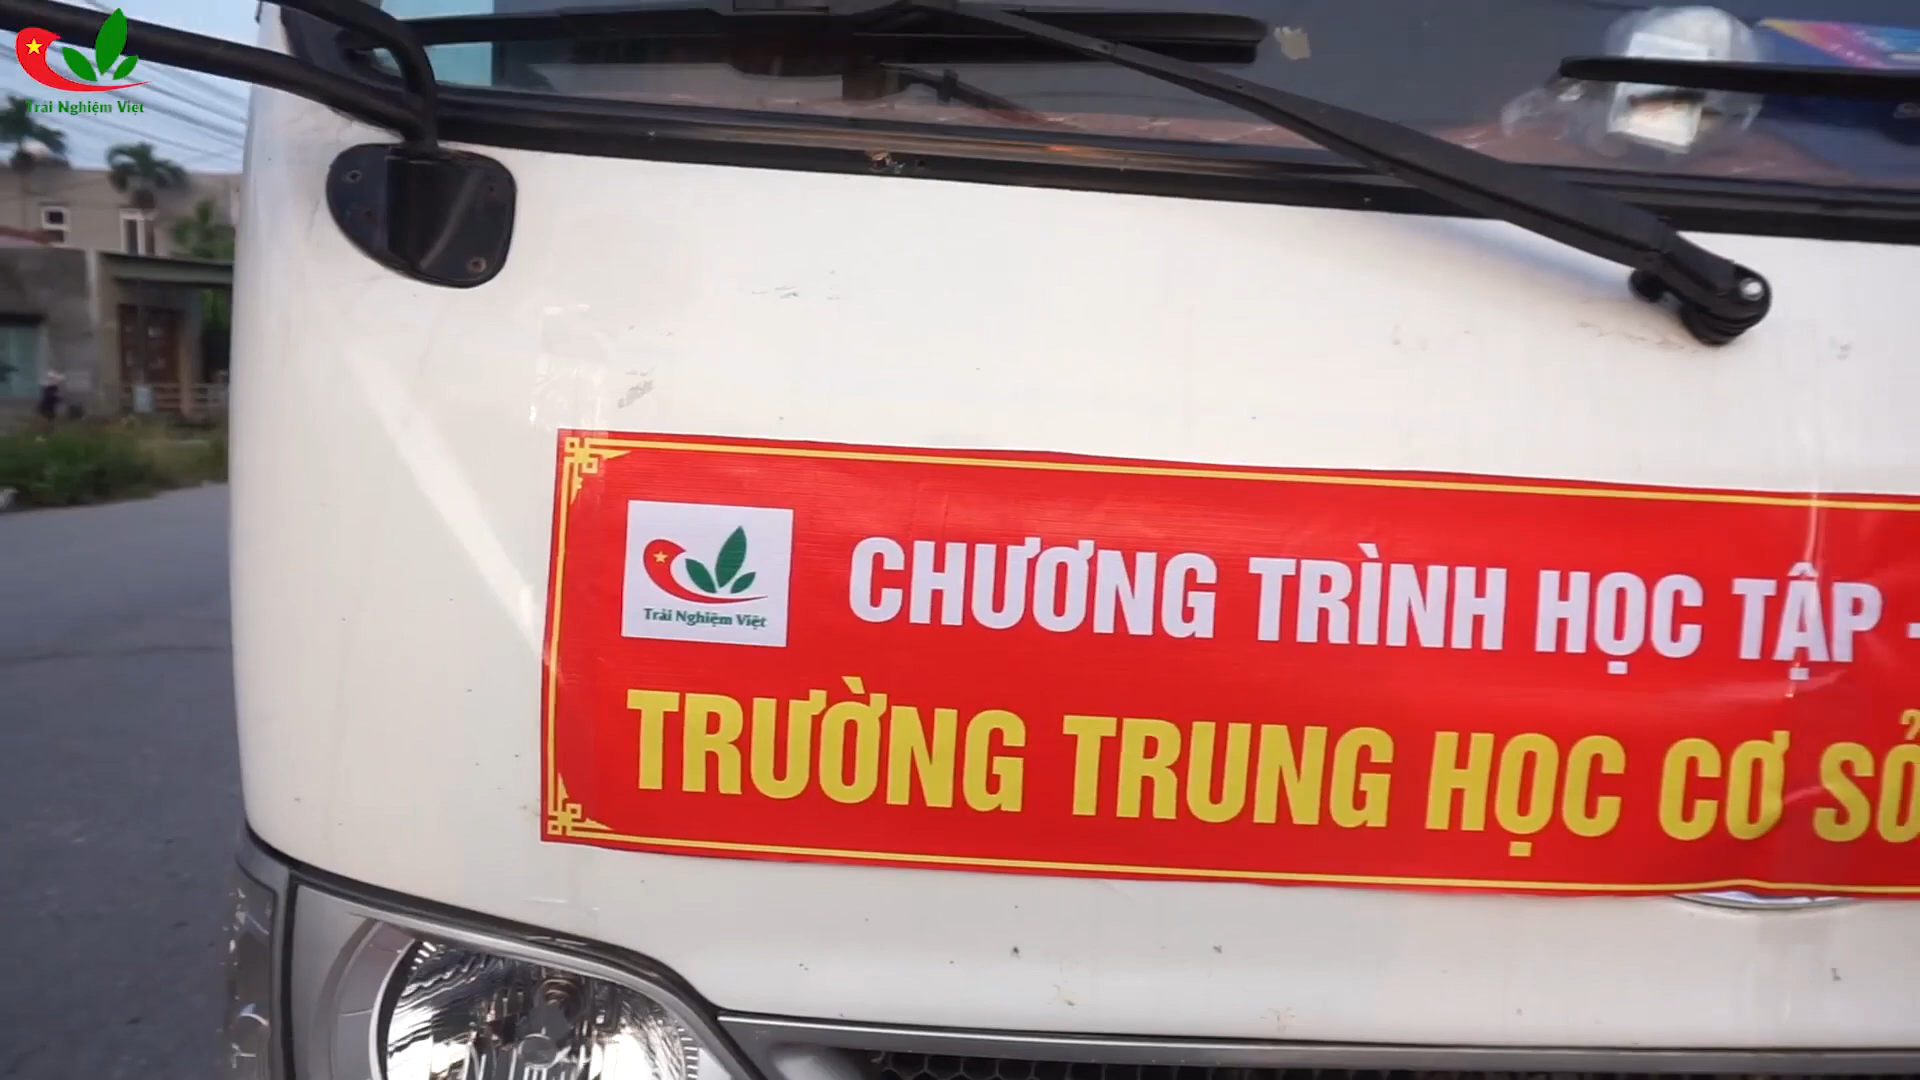 Trải Nghiệm Việt
CHƯƠNG TRÌNH HỌC TẬP -
Trải Nghiệm Việt
TRƯỜNG TRUNG HỌC CƠ SỞ